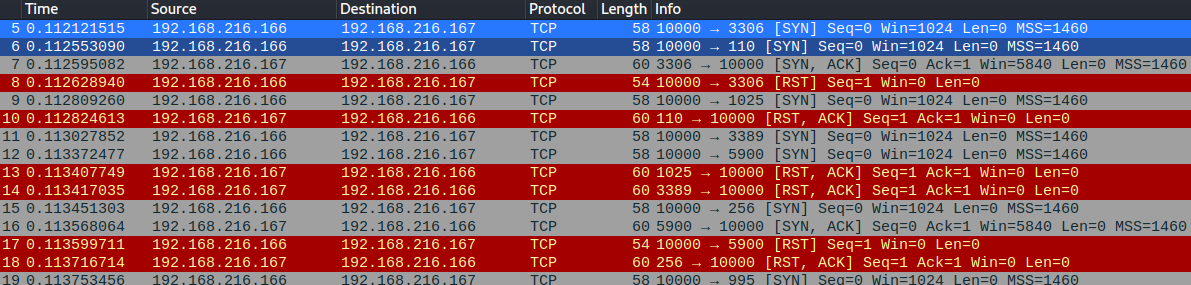 Time Source Destination Protocol Length Info
5 0.112121515 192.168.216.166 192.168.216.167 TCP 58 10000 → 3306 [SYN] Seq=0 Win=1024 Len=0 MSS=1460
6 0.112553090 192.168.216.166 192.168.216.167 TCP 58 10000 → 110 [SYN] Seq=0 Win=1024 Len=0 MSS=1460
7 0.112595082 192.168.216.167 192.168.216.166 TCP 60 3306 → 10000 [SYN, ACK] Seq=0 Ack=1 Win=5840 Len=0 MSS=1460
8 0.112628940 192.168.216.166 192.168.216.167 TCP 54 10000 → 3306 [RST] Seq=1 Win=0 Len=0
9 0.112809260 192.168.216.166 192.168.216.167 TCP 58 10000 → 1025 [SYN] Seq=0 Win=1024 Len=0 MSS=1460
10 0.112824613 192.168.216.167 192.168.216.166 TCP 60 110 → 10000 [RST, ACK] Seq=1 Ack=1 Win=0 Len=0
11 0.113027852 192.168.216.166 192.168.216.167 TCP 58 10000 → 3389 [SYN] Seq=0 Win=1024 Len=0 MSS=1460
12 0.113372477 192.168.216.166 192.168.216.167 TCP 58 10000 → 5900 [SYN] Seq=0 Win=1024 Len=0 MSS=1460
13 0.113407749 192.168.216.167 192.168.216.166 TCP 60 1025 → 10000 [RST, ACK] Seq=1 Ack=1 Win=0 Len=0
14 0.113417035 192.168.216.167 192.168.216.166 TCP 60 3389 → 10000 [RST, ACK] Seq=1 Ack=1 Win=0 Len=0
15 0.113451303 192.168.216.166 192.168.216.167 TCP 58 10000 → 256 [SYN] Seq=0 Win=1024 Len=0 MSS=1460
16 0.113568064 192.168.216.167 192.168.216.166 TCP 60 5900 → 10000 [SYN, ACK] Seq=0 Ack=1 Win=5840 Len=0 MSS=1460
17 0.113599711 192.168.216.166 192.168.216.167 TCP 54 10000 → 5900 [RST] Seq=1 Win=0 Len=0
18 0.113716714 192.168.216.167 192.168.216.166 TCP 60 256 → 10000 [RST, ACK] Seq=1 Ack=1 Win=0 Len=0
19 0.113753456 192.168.216.166 192.168.216.167 TCP 58 10000 → 995 [SYN] Seq=0 Win=1024 Len=0 MSS=1460